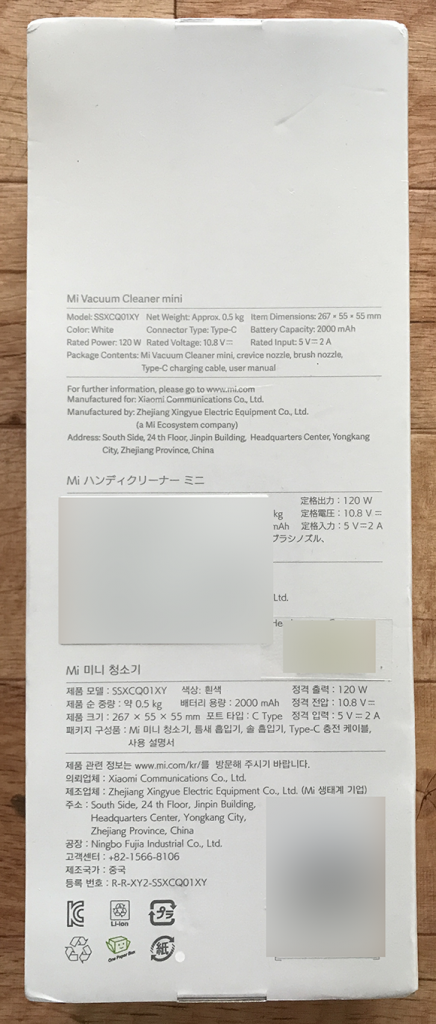 Mi Vacuum Cleaner mini
Model: SSXCQ01XY Net Weight: Approx. 0.5 kg Item Dimensions: 267 × 55 × 55 mm
Color: White Connector Type: Type-C Battery Capacity: 2000 mAh
Rated Power: 120 W Rated Voltage: 10.8 V⎓ Rated Input: 5 V⎓2 A
Package Contents: Mi Vacuum Cleaner mini, crevice nozzle, brush nozzle,
Type-C charging cable, user manual
For further information, please go to www.mi.com
Manufactured for: Xiaomi Communications Co., Ltd.
Manufactured by: Zhejiang Xingyue Electric Equipment Co., Ltd.
(a Mi Ecosystem company)
Address: South Side, 24 th Floor, Jinpin Building, Headquarters Center, Yongkang
City, Zhejiang Province, China
Mi ハンディクリーナー ミニ
定格出力：120 W
kg 定格電圧：10.8 V⎓
mAh 定格入力：5 V⎓2 A
ブラシノズル、
Ltd.
Mi 미니 청소기
제품 모델 : SSXCQ01XY 색상: 흰색 정격 출력 : 120 W
제품 순 중량 : 약 0.5 kg 배터리 용량 : 2000 mAh 정격 전압 : 10.8 V⎓
제품 크기 : 267 × 55 × 55 mm 포트 타입 : C Type 정격 입력 : 5 V⎓2 A
패키지 구성품 : Mi 미니 청소기, 틈새 흡입기, 솔 흡입기, Type-C 충전 케이블,
사용 설명서
제품 관련 정보는 www.mi.com/kr/를 방문해 주시기 바랍니다.
의뢰업체 : Xiaomi Communications Co., Ltd.
제조업체 : Zhejiang Xingyue Electric Equipment Co., Ltd. (Mi 생태계 기업)
주소 : South Side, 24 th Floor, Jinpin Building,
Headquarters Center, Yongkang City,
Zhejiang Province, China
공장 : Ningbo Fujia Industrial Co., Ltd.
고객센터 : +82-1566-8106
제조국가 : 중국
등록 번호 : R-R-XY2-SSXCQ01XY
Li-ion プラ
One Paper Box 紙